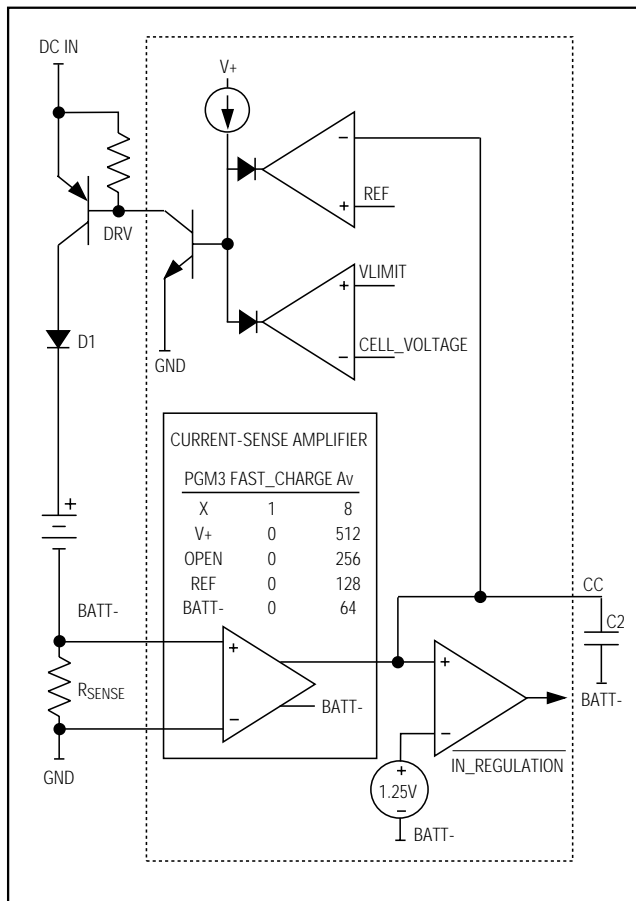 DC IN
V+
−
REF
+
DRV
VLIMIT
+
D1
CELL_VOLTAGE
−
GND
CURRENT-SENSE AMPLIFIER
PGM3 FAST_CHARGE Av
X 1 8
V+ 0 512
OPEN 0 256
REF 0 128
BATT- 0 64
+
−
BATT-
CC
C2
+
+
RSENSE
−
BATT-
−
BATT-
GND
IN_REGULATION
+
1.25V
−
BATT-